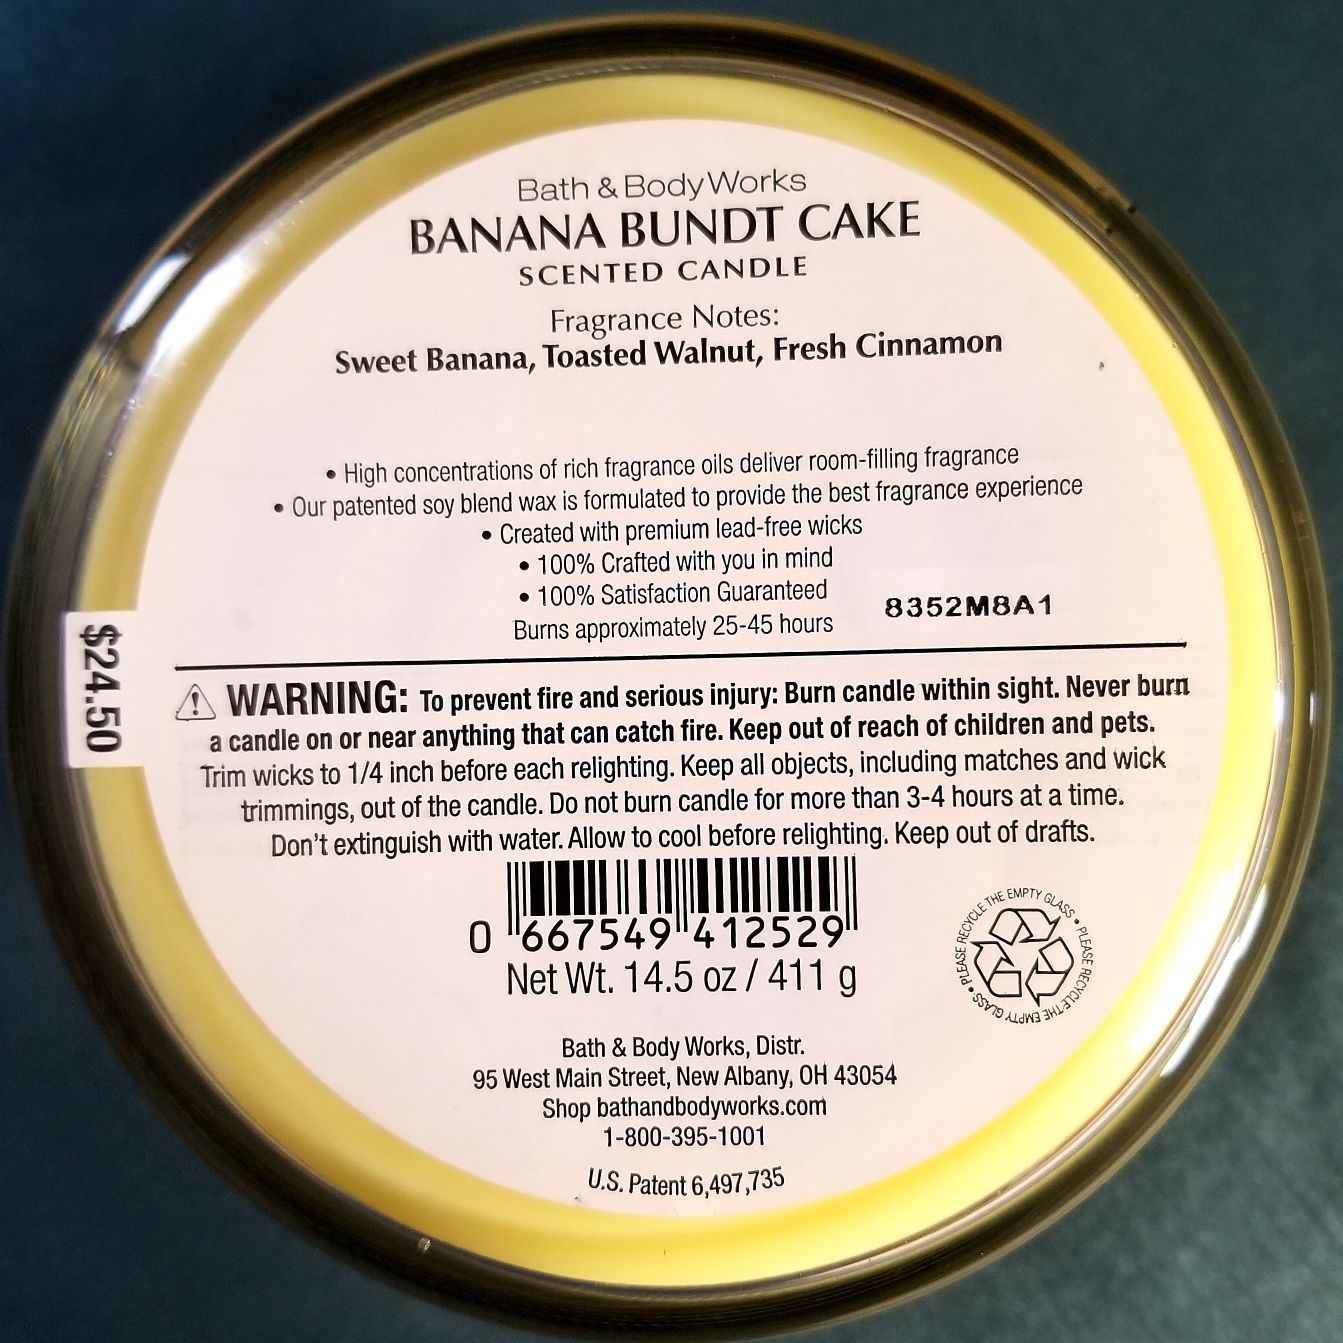 Bath & Body Works
BANANA BUNDT CAKE
SCENTED CANDLE
Fragrance Notes:
Sweet Banana, Toasted Walnut, Fresh Cinnamon
• High concentrations of rich fragrance oils deliver room-filling fragrance
• Our patented soy blend wax is formulated to provide the best fragrance experience
• Created with premium lead-free wicks
• 100% Crafted with you in mind
• 100% Satisfaction Guaranteed
Burns approximately 25-45 hours
8352M8A1
$24.50
WARNING: To prevent fire and serious injury: Burn candle within sight. Never burn
a candle on or near anything that can catch fire. Keep out of reach of children and pets.
Trim wicks to 1/4 inch before each relighting. Keep all objects, including matches and wick
trimmings, out of the candle. Do not burn candle for more than 3-4 hours at a time.
Don't extinguish with water. Allow to cool before relighting. Keep out of drafts.
0 667549 412529
Net Wt. 14.5 oz / 411 g
PLEASE RECYCLE THE EMPTY GLASS • PLEASE RECYCLE THE EMPTY GLASS •
Bath & Body Works, Distr.
95 West Main Street, New Albany, OH 43054
Shop bathandbodyworks.com
1-800-395-1001
U.S. Patent 6,497,735